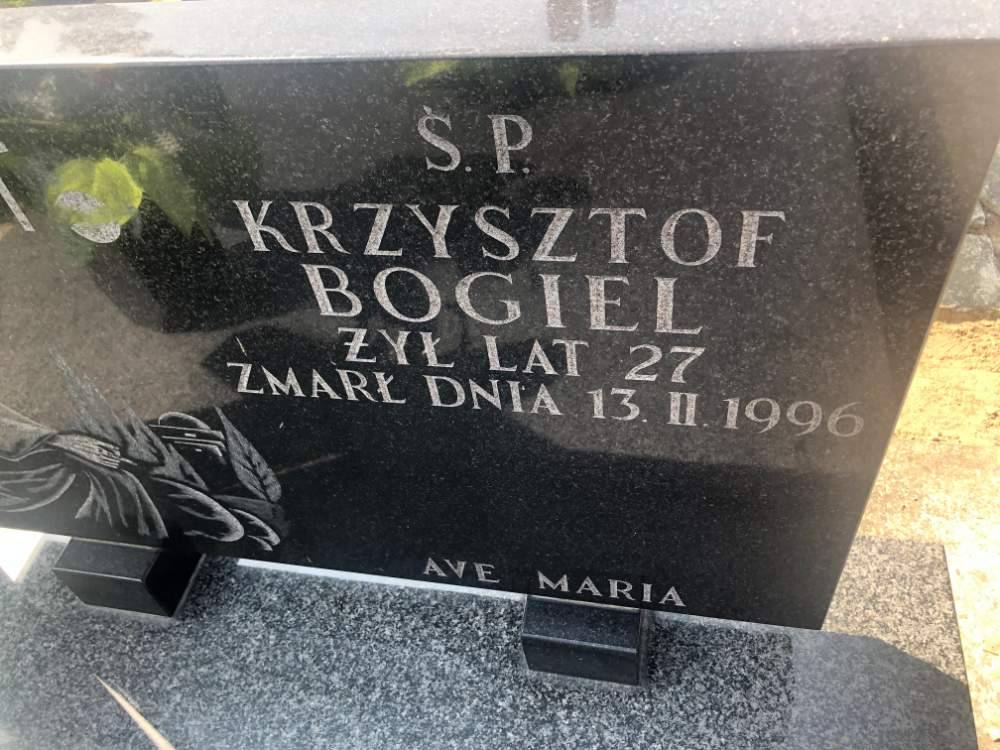 Ś. P.
KRZYSZTOF
BOGIEL
ŻYŁ LAT 27
ZMARŁ DNIA 13. II. 1996
AVE MARIA